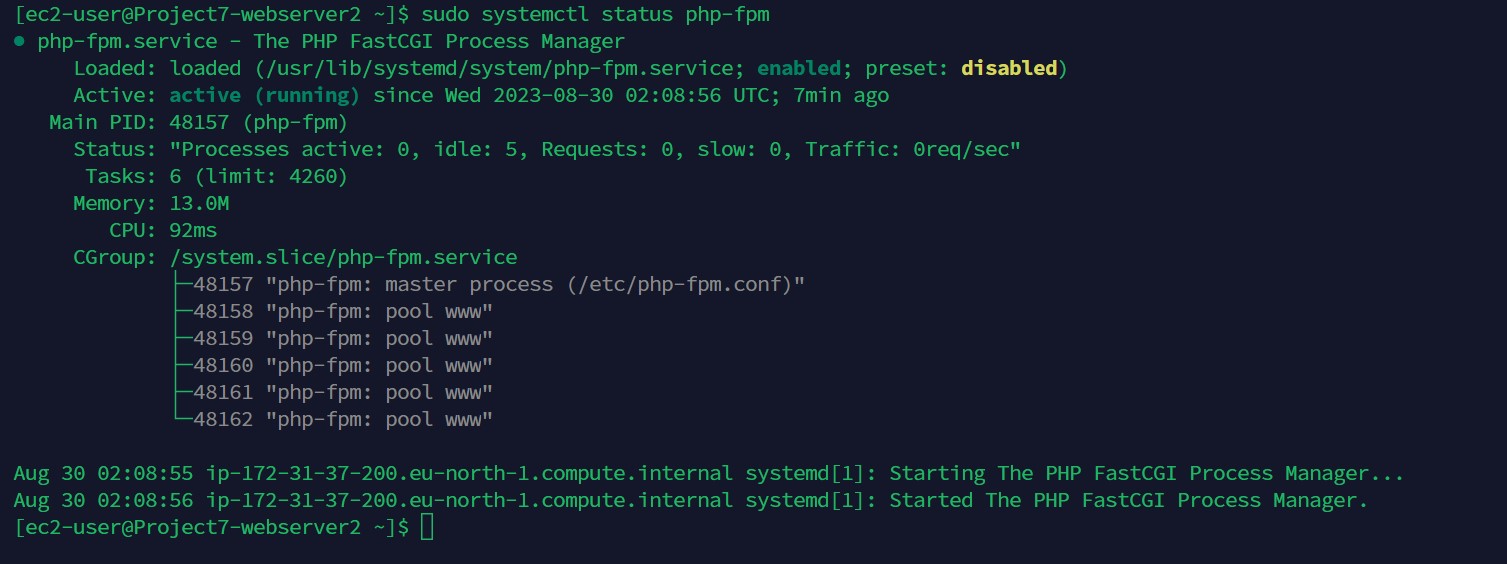 [ec2-user@Project7-webserver2 ~]$ sudo systemctl status php-fpm
● php-fpm.service - The PHP FastCGI Process Manager
     Loaded: loaded (/usr/lib/systemd/system/php-fpm.service; enabled; preset: disabled)
     Active: active (running) since Wed 2023-08-30 02:08:56 UTC; 7min ago
   Main PID: 48157 (php-fpm)
     Status: "Processes active: 0, idle: 5, Requests: 0, slow: 0, Traffic: 0req/sec"
      Tasks: 6 (limit: 4260)
     Memory: 13.0M
        CPU: 92ms
     CGroup: /system.slice/php-fpm.service
             ├─48157 "php-fpm: master process (/etc/php-fpm.conf)"
             ├─48158 "php-fpm: pool www"
             ├─48159 "php-fpm: pool www"
             ├─48160 "php-fpm: pool www"
             ├─48161 "php-fpm: pool www"
             └─48162 "php-fpm: pool www"

Aug 30 02:08:55 ip-172-31-37-200.eu-north-1.compute.internal systemd[1]: Starting The PHP FastCGI Process Manager...
Aug 30 02:08:56 ip-172-31-37-200.eu-north-1.compute.internal systemd[1]: Started The PHP FastCGI Process Manager.
[ec2-user@Project7-webserver2 ~]$